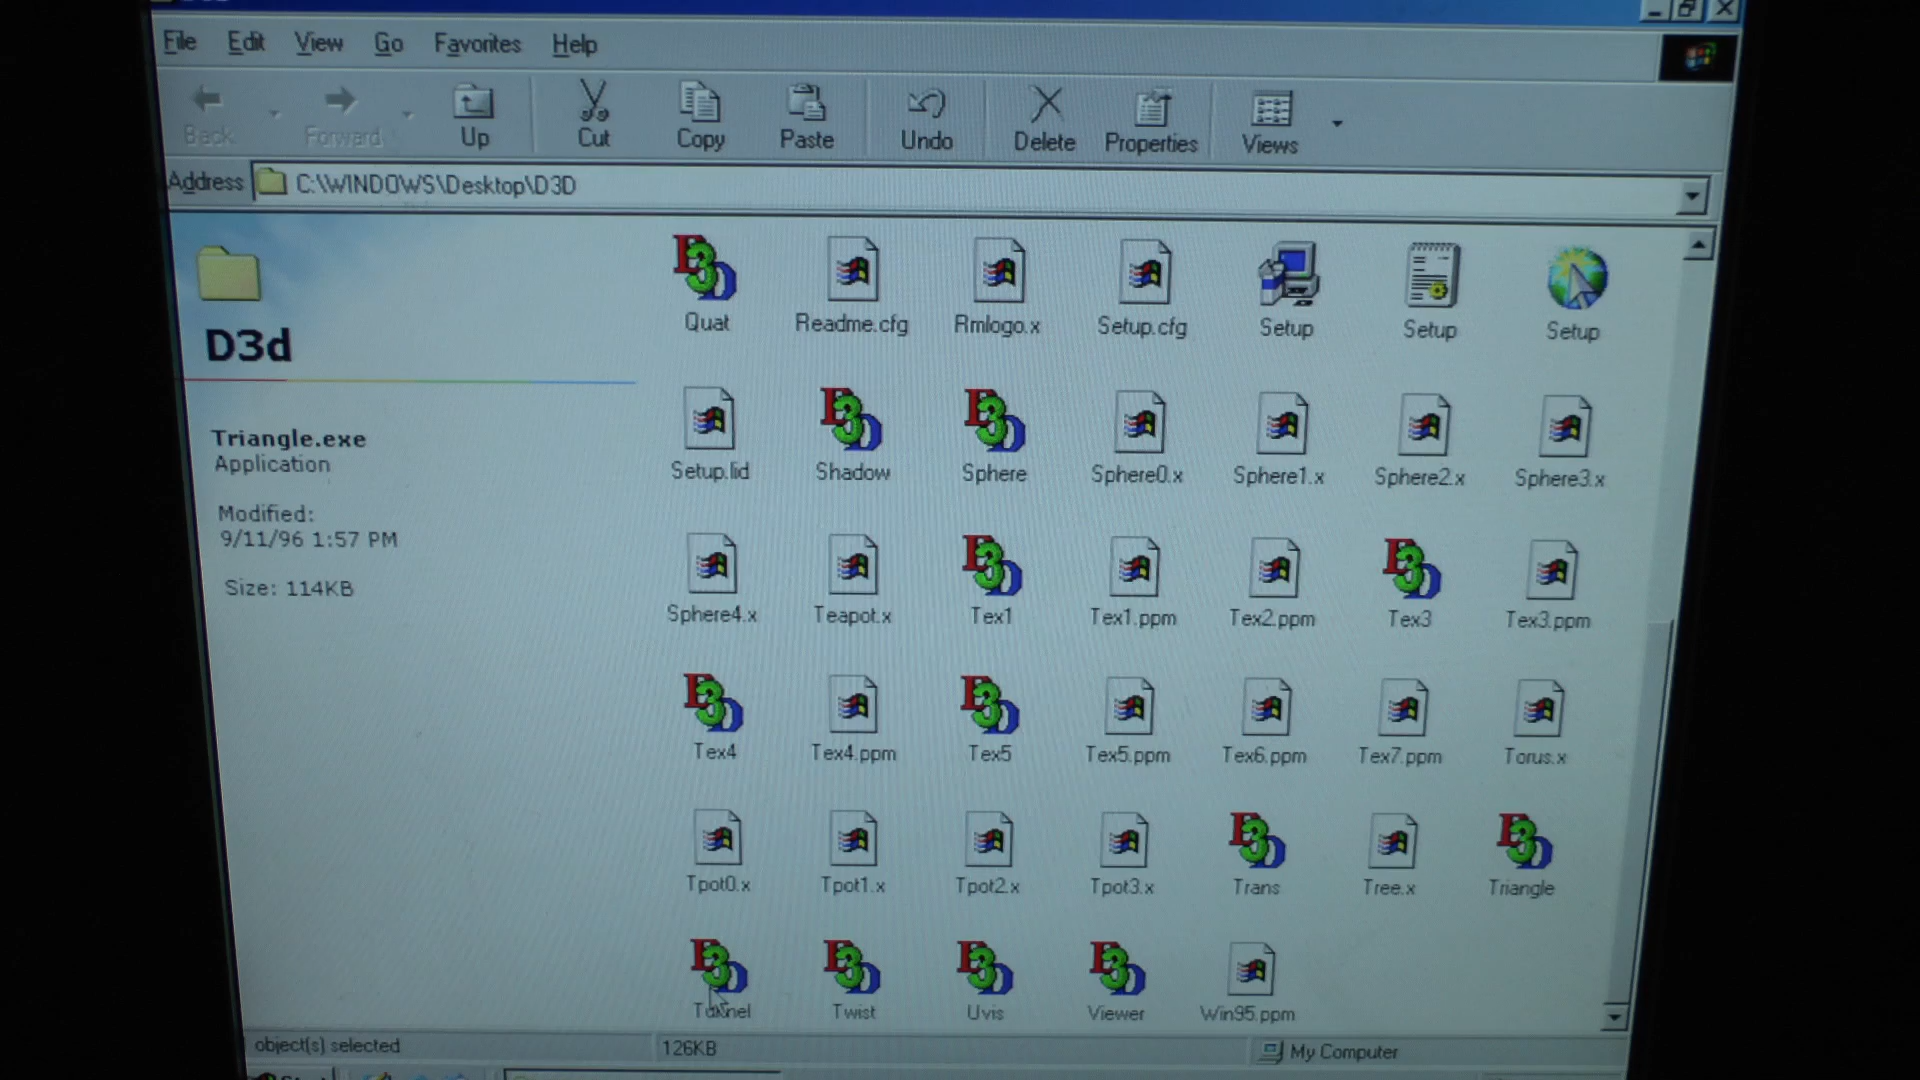 File Edit View Go Favorites Help
Back Forward Up Cut Copy Paste Undo Delete Properties Views
Address C:\WINDOWS\Desktop\D3D
D3d
Triangle.exe
Application
Modified:
9/11/96 1:57 PM
Size: 114KB
Quat Readme.cfg Rmlogo.x Setup.cfg Setup Setup Setup
Setup.lid Shadow Sphere Sphere0.x Sphere1.x Sphere2.x Sphere3.x
Sphere4.x Teapot.x Tex1 Tex1.ppm Tex2.ppm Tex3 Tex3.ppm
Tex4 Tex4.ppm Tex5 Tex5.ppm Tex6.ppm Tex7.ppm Torus.x
Tpot0.x Tpot1.x Tpot2.x Tpot3.x Trans Tree.x Triangle
Tunnel Twist Uvis Viewer Win95.ppm
object(s) selected 126KB My Computer